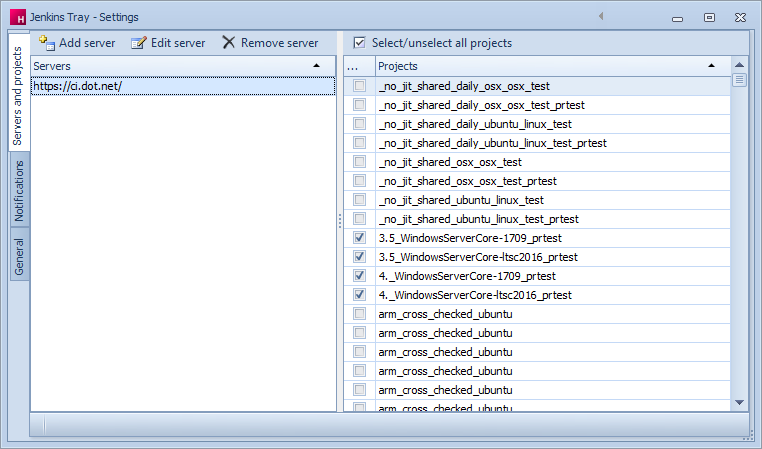 Jenkins Tray - Settings
Servers and projects
Notifications
General
Add server
Edit server
Remove server
Select/unselect all projects
Servers
https://ci.dot.net/
...
Projects
_no_jit_shared_daily_osx_osx_test
_no_jit_shared_daily_osx_osx_test_prtest
_no_jit_shared_daily_ubuntu_linux_test
_no_jit_shared_daily_ubuntu_linux_test_prtest
_no_jit_shared_osx_osx_test
_no_jit_shared_osx_osx_test_prtest
_no_jit_shared_ubuntu_linux_test
_no_jit_shared_ubuntu_linux_test_prtest
3.5_WindowsServerCore-1709_prtest
3.5_WindowsServerCore-ltsc2016_prtest
4._WindowsServerCore-1709_prtest
4._WindowsServerCore-ltsc2016_prtest
arm_cross_checked_ubuntu
arm_cross_checked_ubuntu
arm_cross_checked_ubuntu
arm_cross_checked_ubuntu
arm_cross_checked_ubuntu
arm_cross_checked_ubuntu